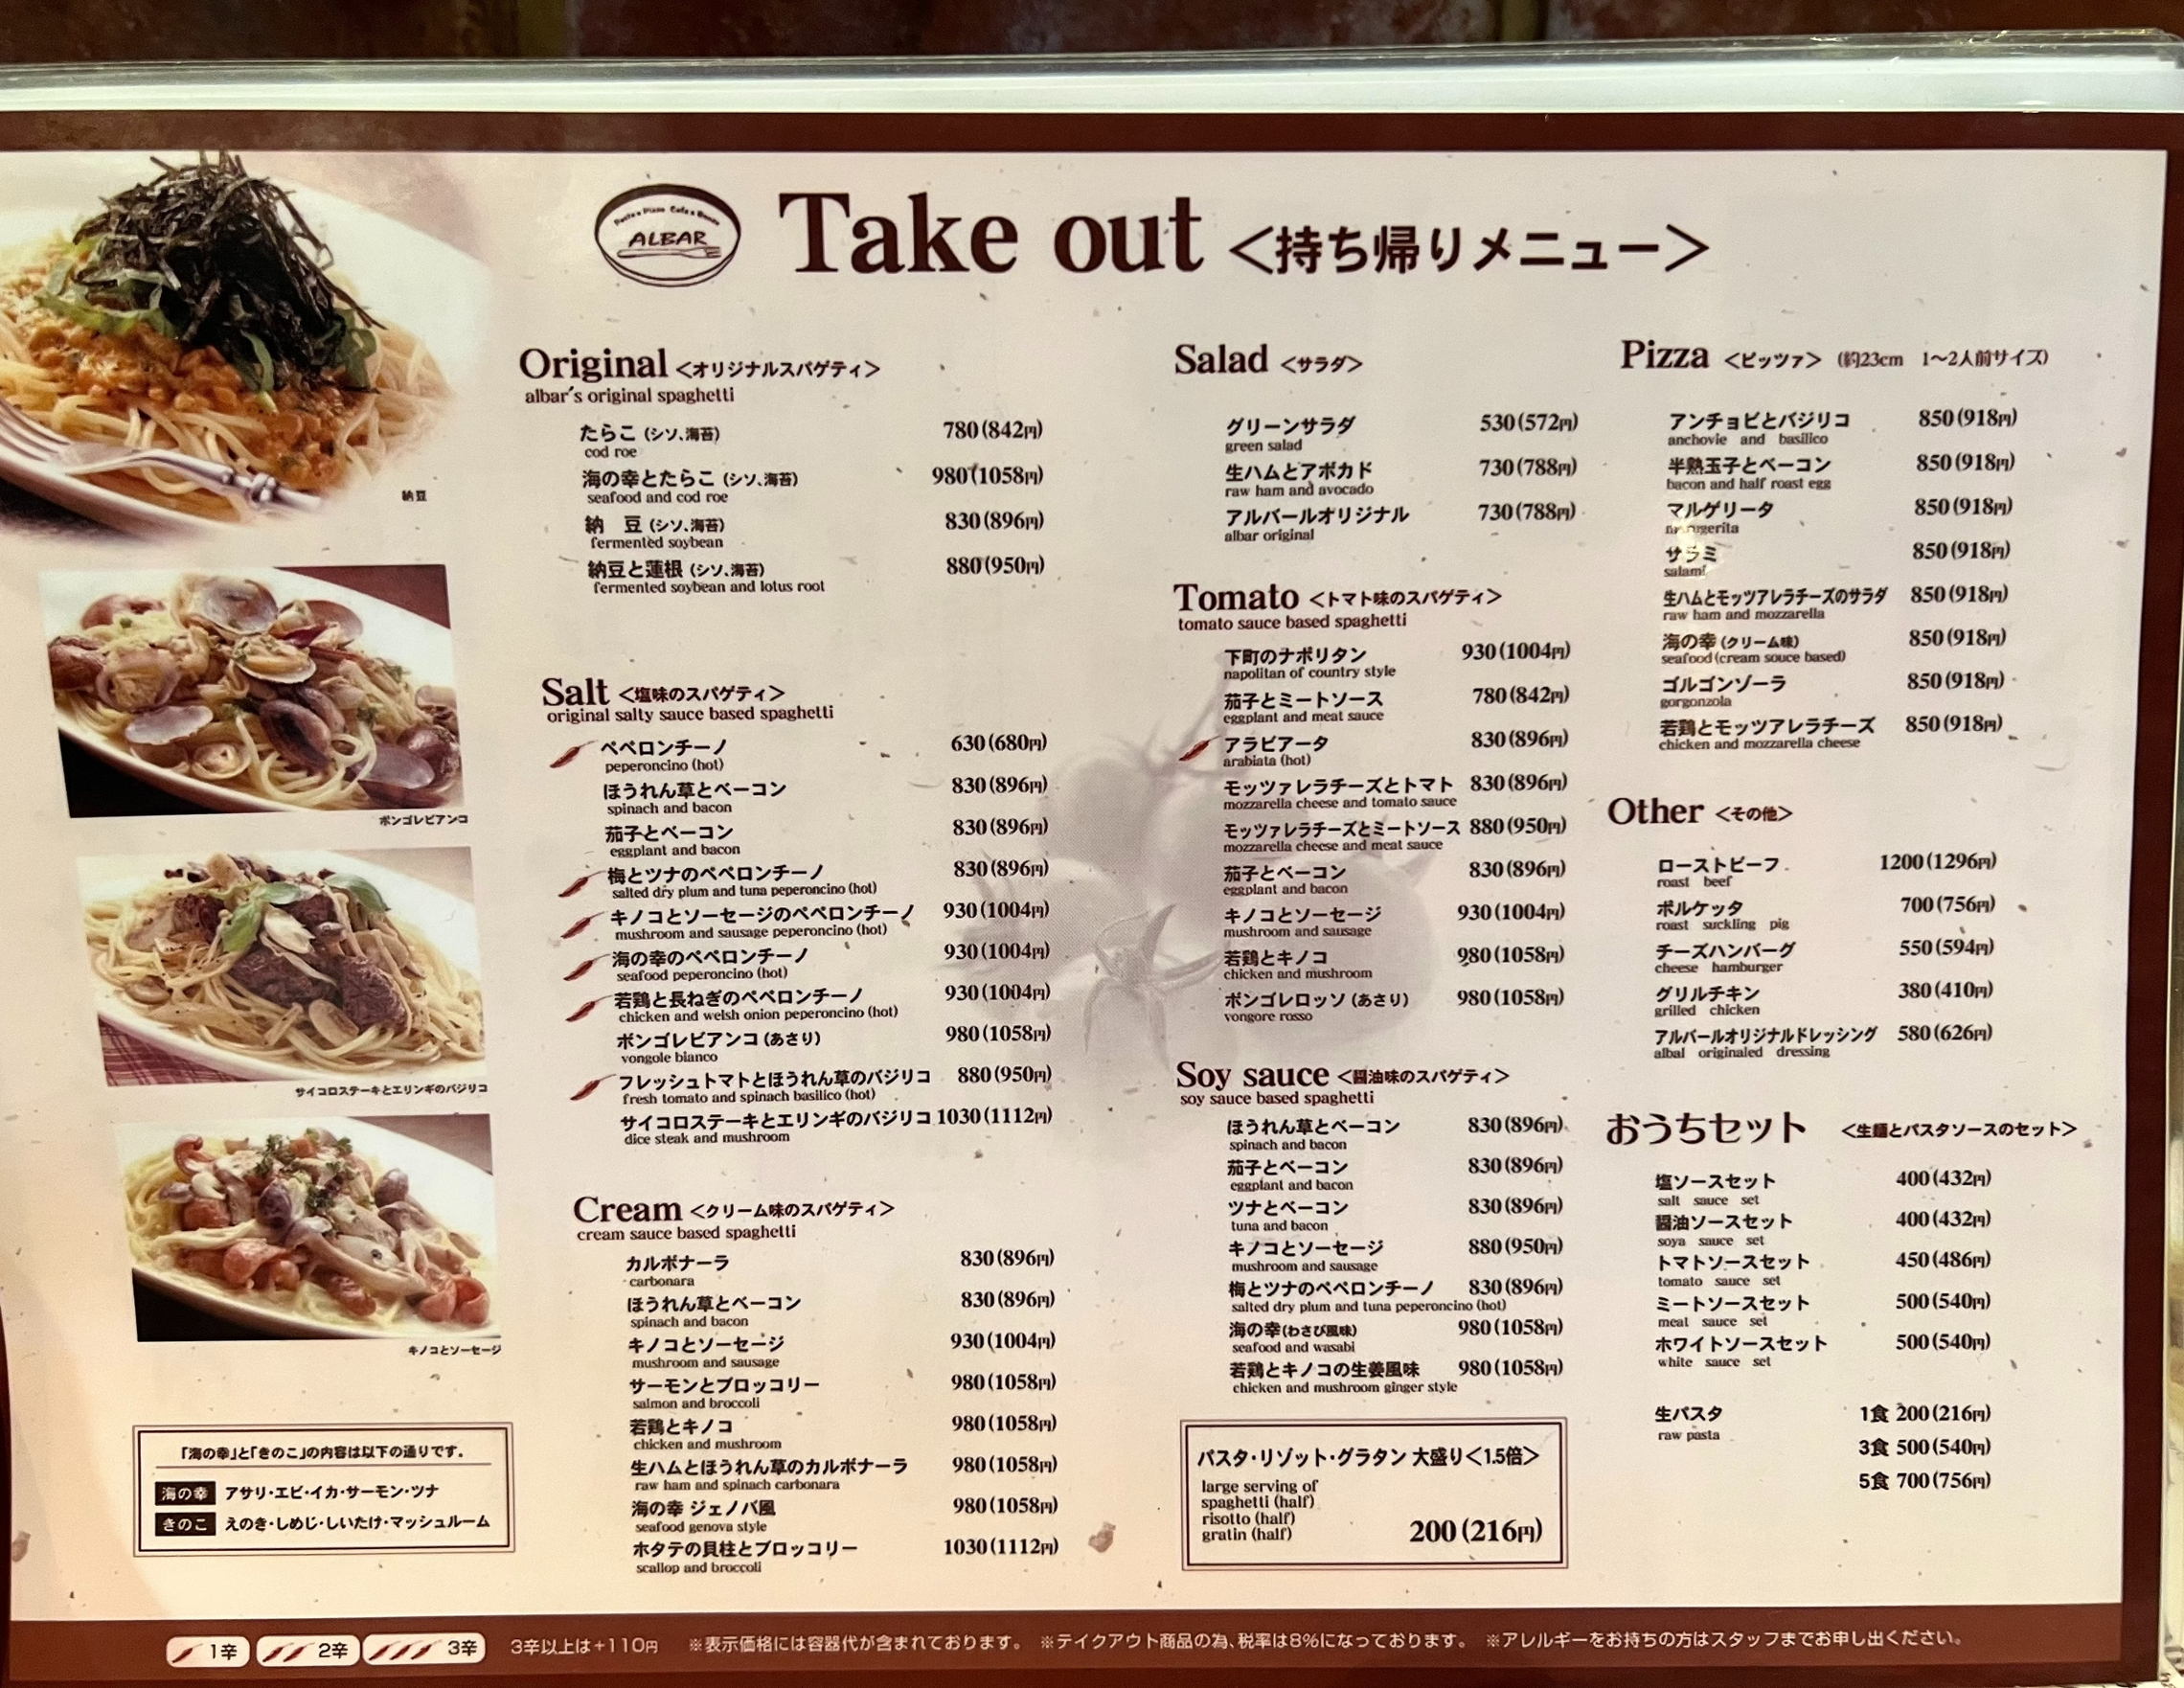 ALBAR
Take out <持ち帰りメニュー>
納豆
ボンゴレビアンコ
サイコロステーキとエリンギのバジリコ
キノコとソーセージ
「海の幸」と「きのこ」の内容は以下の通りです。
海の幸 アサリ・エビ・イカ・サーモン・ツナ
きのこ えのき・しめじ・しいたけ・マッシュルーム
Original <オリジナルスパゲティ>
albar's original spaghetti
たらこ (シソ、海苔) 780(842円)
cod roe
海の幸とたらこ (シソ、海苔) 980(1058円)
seafood and cod roe
納 豆 (シソ、海苔) 830(896円)
fermented soybean
納豆と蓮根 (シソ、海苔) 880(950円)
fermented soybean and lotus root
Salt <塩味のスパゲティ>
original salty sauce based spaghetti
ペペロンチーノ 630(680円)
peperoncino (hot)
ほうれん草とベーコン 830(896円)
spinach and bacon
茄子とベーコン 830(896円)
eggplant and bacon
梅とツナのペペロンチーノ 830(896円)
salted dry plum and tuna peperoncino (hot)
キノコとソーセージのペペロンチーノ 930(1004円)
mushroom and sausage peperoncino (hot)
海の幸のペペロンチーノ 930(1004円)
seafood peperoncino (hot)
若鶏と長ねぎのペペロンチーノ 930(1004円)
chicken and welsh onion peperoncino (hot)
ボンゴレビアンコ (あさり) 980(1058円)
vongole bianco
フレッシュトマトとほうれん草のバジリコ 880(950円)
fresh tomato and spinach basilico (hot)
サイコロステーキとエリンギのバジリコ 1030(1112円)
dice steak and mushroom
Cream <クリーム味のスパゲティ>
cream sauce based spaghetti
カルボナーラ 830(896円)
carbonara
ほうれん草とベーコン 830(896円)
spinach and bacon
キノコとソーセージ 930(1004円)
mushroom and sausage
サーモンとブロッコリー 980(1058円)
salmon and broccoli
若鶏とキノコ 980(1058円)
chicken and mushroom
生ハムとほうれん草のカルボナーラ 980(1058円)
raw ham and spinach carbonara
海の幸 ジェノバ風 980(1058円)
seafood genova style
ホタテの貝柱とブロッコリー 1030(1112円)
scallop and broccoli
Salad <サラダ>
グリーンサラダ 530(572円)
green salad
生ハムとアボカド 730(788円)
raw ham and avocado
アルバールオリジナル 730(788円)
albar original
Tomato <トマト味のスパゲティ>
tomato sauce based spaghetti
下町のナポリタン 930(1004円)
napolitan of country style
茄子とミートソース 780(842円)
eggplant and meat sauce
アラビアータ 830(896円)
arabiata (hot)
モッツァレラチーズとトマト 830(896円)
mozzarella cheese and tomato sauce
モッツァレラチーズとミートソース 880(950円)
mozzarella cheese and meat sauce
茄子とベーコン 830(896円)
eggplant and bacon
キノコとソーセージ 930(1004円)
mushroom and sausage
若鶏とキノコ 980(1058円)
chicken and mushroom
ボンゴレロッソ (あさり) 980(1058円)
vongore rosso
Soy sauce <醤油味のスパゲティ>
soy sauce based spaghetti
ほうれん草とベーコン 830(896円)
spinach and bacon
茄子とベーコン 830(896円)
eggplant and bacon
ツナとベーコン 830(896円)
tuna and bacon
キノコとソーセージ 880(950円)
mushroom and sausage
梅とツナのペペロンチーノ 830(896円)
salted dry plum and tuna peperoncino (hot)
海の幸(わさび風味) 980(1058円)
seafood and wasabi
若鶏とキノコの生姜風味 980(1058円)
chicken and mushroom ginger style
パスタ・リゾット・グラタン 大盛り<1.5倍>
large serving of
spaghetti (half)
risotto (half)
gratin (half) 200(216円)
Pizza <ピッツァ> (約23cm 1〜2人前サイズ)
アンチョビとバジリコ 850(918円)
anchovie and basilico
半熟玉子とベーコン 850(918円)
bacon and half roast egg
マルゲリータ 850(918円)
サラミ 850(918円)
salami
生ハムとモッツアレラチーズのサラダ 850(918円)
raw ham and mozzarella
海の幸 (クリーム味) 850(918円)
seafood (cream souce based)
ゴルゴンゾーラ 850(918円)
gorgonzola
若鶏とモッツアレラチーズ 850(918円)
chicken and mozzarella cheese
Other <その他>
ローストビーフ 1200(1296円)
roast beef
ポルケッタ 700(756円)
roast suckling pig
チーズハンバーグ 550(594円)
cheese hamburger
グリルチキン 380(410円)
grilled chicken
アルバールオリジナルドレッシング 580(626円)
albal originaled dressing
おうちセット <生麺とパスタソースのセット>
塩ソースセット 400(432円)
salt sauce set
醤油ソースセット 400(432円)
soya sauce set
トマトソースセット 450(486円)
tomato sauce set
ミートソースセット 500(540円)
meat sauce set
ホワイトソースセット 500(540円)
white sauce set
生パスタ 1食 200(216円)
raw pasta
3食 500(540円)
5食 700(756円)
1辛 2辛 3辛 3辛以上は+110円 ※表示価格には容器代が含まれております。 ※テイクアウト商品の為、税率は8%になっております。 ※アレルギーをお持ちの方はスタッフまでお申し出ください。